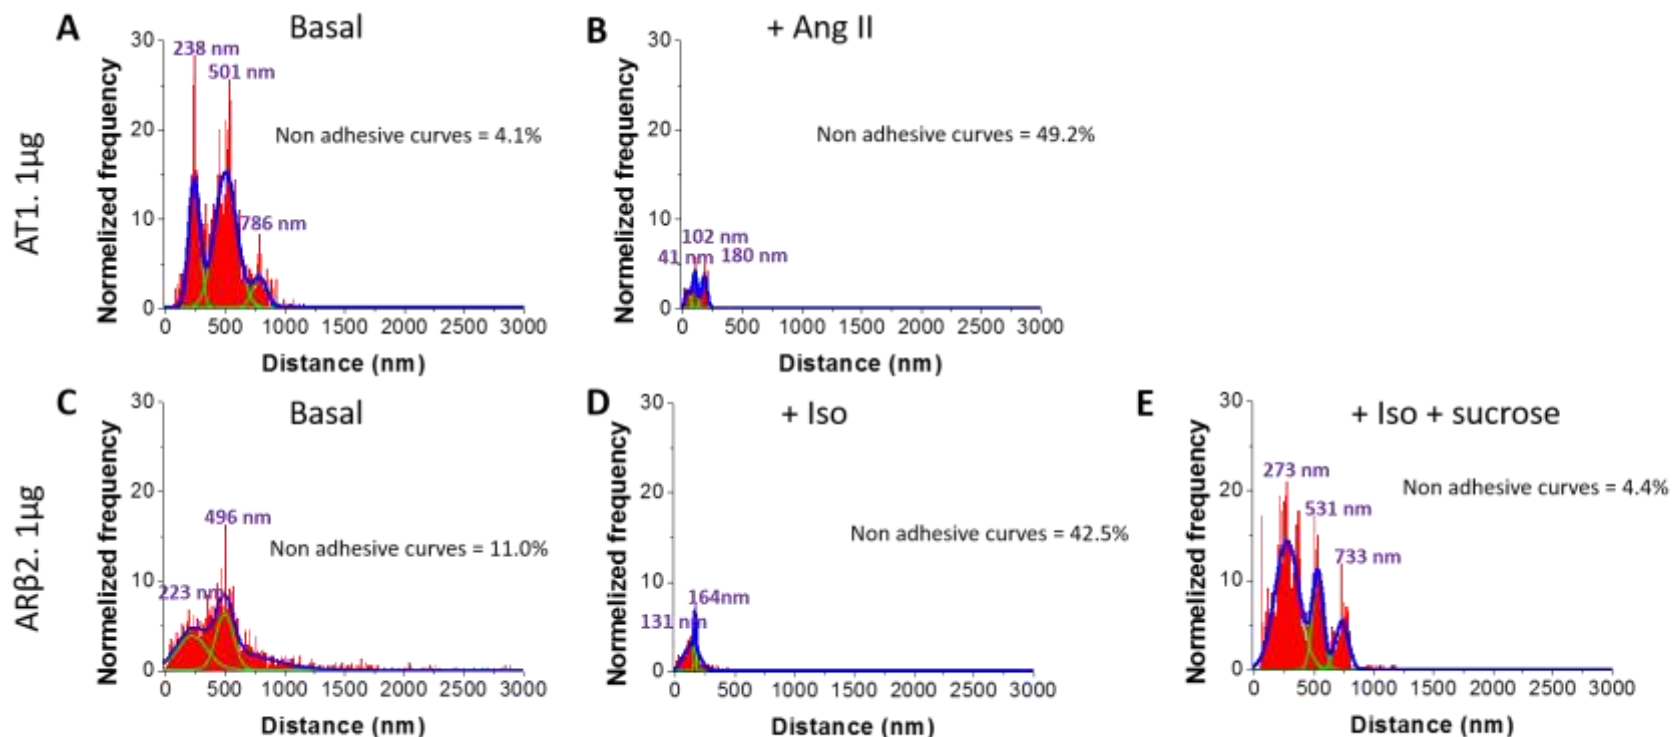 A
Basal
B
+ Ang II
AT1. 1µg
Normelized frequency
30
20
10
0
238 nm
501 nm
786 nm
Non adhesive curves = 4.1%
0 500 1000 1500 2000 2500 3000
Distance (nm)
Normelized frequency
30
20
10
0
41 nm
102 nm
180 nm
Non adhesive curves = 49.2%
0 500 1000 1500 2000 2500 3000
Distance (nm)
C
Basal
D
+ Iso
E
+ Iso + sucrose
ARβ2. 1µg
Normelized frequency
30
20
10
0
223 nm
496 nm
Non adhesive curves = 11.0%
0 500 1000 1500 2000 2500 3000
Distance (nm)
Normelized frequency
30
20
10
0
131 nm
164nm
Non adhesive curves = 42.5%
0 500 1000 1500 2000 2500 3000
Distance (nm)
Normelized frequency
30
20
10
0
273 nm
531 nm
733 nm
Non adhesive curves = 4.4%
0 500 1000 1500 2000 2500 3000
Distance (nm)